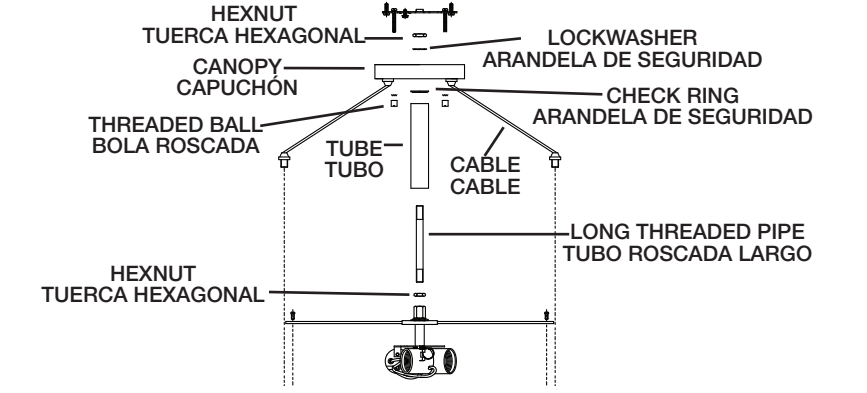 HEXNUT
TUERCA HEXAGONAL
LOCKWASHER
ARANDELA DE SEGURIDAD
CANOPY
CAPUCHÓN
CHECK RING
ARANDELA DE SEGURIDAD
THREADED BALL
BOLA ROSCADA
TUBE
TUBO
CABLE
CABLE
LONG THREADED PIPE
TUBO ROSCADA LARGO
HEXNUT
TUERCA HEXAGONAL